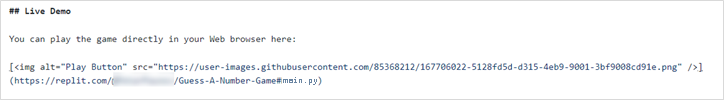 ## Live Demo
You can play the game directly in your Web browser here:
[<img alt="Play Button" src="https://user-images.githubusercontent.com/85368212/167706022-5128fd5d-d315-4eb9-9001-3bf9008cd91e.png" />]
(https://replit.com/ /Guess-A-Number-Game#main.py)